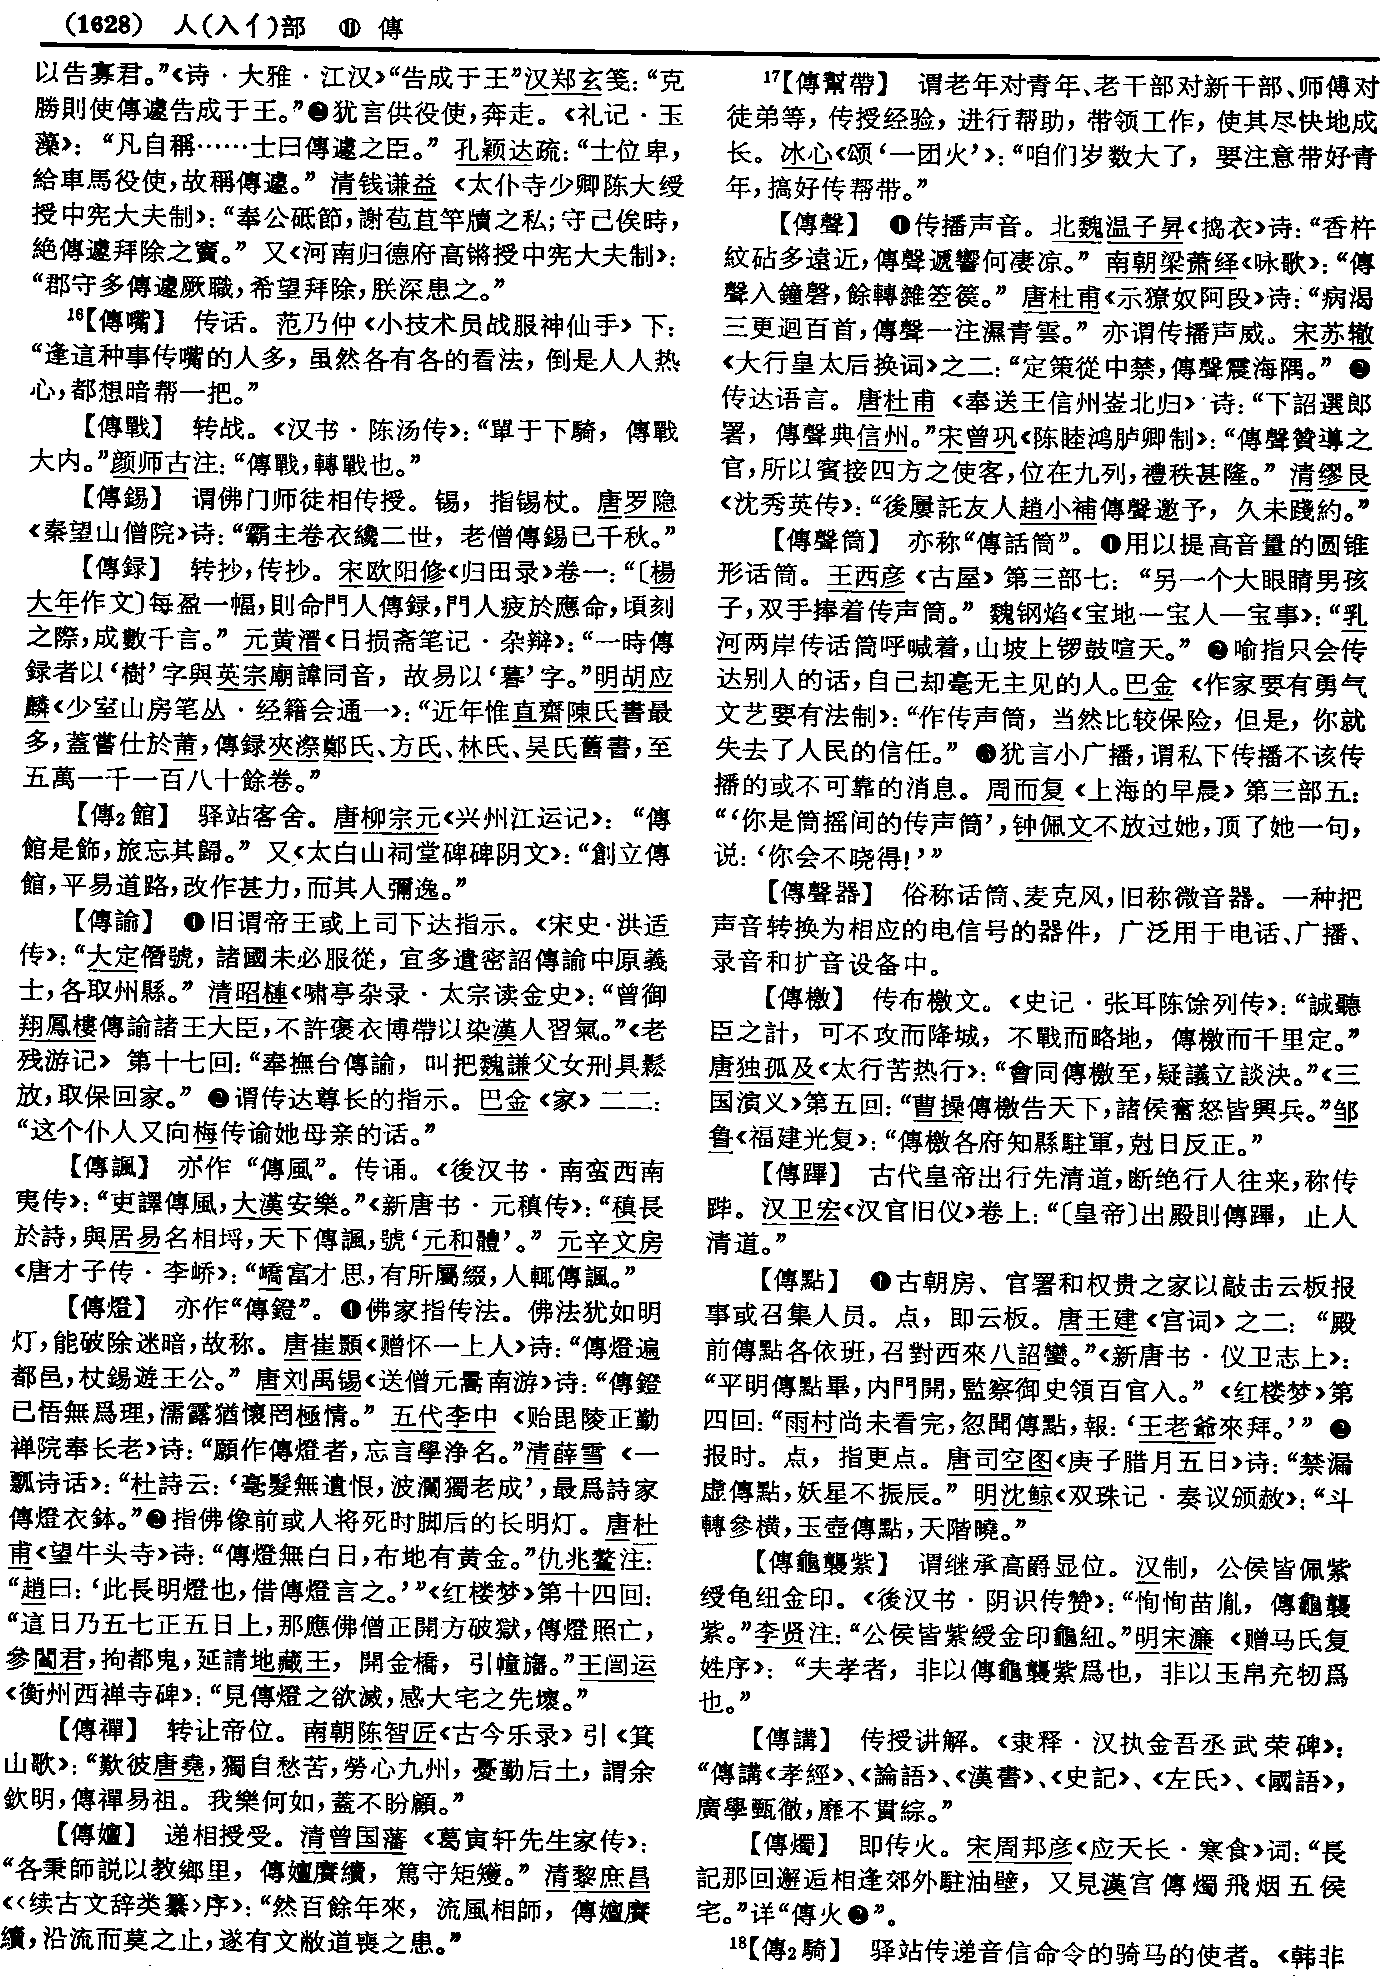 (1628) 人(入亻)部 ⑪ 傳
以告寡君。”《诗·大雅·江汉》“告成于王”汉郑玄笺：“克
勝則使傳遽告成于王。”❷犹言供役使，奔走。《礼记·玉
藻》：“凡自稱……士曰傳遽之臣。”孔颖达疏：“士位卑，
給車馬役使，故稱傳遽。”清钱谦益《太仆寺少卿陈大绶
授中宪大夫制》：“奉公砥節，謝苞苴竿牘之私；守己俟時，
絶傳遽拜除之竇。”又《河南归德府高锵授中宪大夫制》：
“郡守多傳遽厥職，希望拜除，朕深患之。”
16【傳嘴】 传话。范乃仲《小技术员战服神仙手》下：
“逢這种事传嘴的人多，虽然各有各的看法，倒是人人热
心，都想暗帮一把。”
【傳戰】 转战。《汉书·陈汤传》：“單于下騎，傳戰
大内。”颜师古注：“傳戰，轉戰也。”
【傳錫】 谓佛门师徒相传授。锡，指锡杖。唐罗隐
《秦望山僧院》诗：“霸主卷衣纔二世，老僧傳錫已千秋。”
【傳録】 转抄，传抄。宋欧阳修《归田录》卷一：“〔楊
大年作文〕每盈一幅，則命門人傳録，門人疲於應命，頃刻
之際，成數千言。”元黄溍《日损斋笔记·杂辩》：“一時傳
録者以‘樹’字與英宗廟諱同音，故易以‘暮’字。”明胡应
麟《少室山房笔丛·经籍会通一》：“近年惟直齋陳氏書最
多，蓋嘗仕於莆，傳録夾漈鄭氏、方氏、林氏、吴氏舊書，至
五萬一千一百八十餘卷。”
【傳2館】 驿站客舍。唐柳宗元《兴州江运记》：“傳
館是飾，旅忘其歸。”又《太白山祠堂碑碑阴文》：“創立傳
館，平易道路，改作甚力，而其人彌逸。”
【傳諭】 ❶旧谓帝王或上司下达指示。《宋史·洪适
传》：“大定僭號，諸國未必服從，宜多遣密詔傳諭中原義
士，各取州縣。”清昭槤《啸亭杂录·太宗读金史》：“曾御
翔鳳樓傳諭諸王大臣，不許褒衣博帶以染漢人習氣。”《老
残游记》第十七回：“奉撫台傳諭，叫把魏謙父女刑具鬆
放，取保回家。”❷谓传达尊长的指示。巴金《家》二二：
“这个仆人又向梅传谕她母亲的话。”
【傳諷】 亦作“傳風”。传诵。《後汉书·南蛮西南
夷传》：“吏譯傳風，大漢安樂。”《新唐书·元稹传》：“稹長
於詩，與居易名相埒，天下傳諷，號‘元和體’。”元辛文房
《唐才子传·李峤》：“嶠富才思，有所屬綴，人輒傳諷。”
【傳燈】 亦作“傳鐙”。❶佛家指传法。佛法犹如明
灯，能破除迷暗，故称。唐崔顥《赠怀一上人》诗：“傳燈遍
都邑，杖錫遊王公。”唐刘禹锡《送僧元暠南游》诗：“傳鐙
已悟無爲理，濡露猶懷罔極情。”五代李中《贻毘陵正勤
禅院奉长老》诗：“願作傳燈者，忘言學浄名。”清薛雪《一
瓢诗话》：“杜詩云：‘毫髮無遺恨，波瀾獨老成’，最爲詩家
傳燈衣鉢。”❷指佛像前或人将死时脚后的长明灯。唐杜
甫《望牛头寺》诗：“傳燈無白日，布地有黄金。”仇兆鳌注：
“趙曰：‘此長明燈也，借傳燈言之。’”《红楼梦》第十四回：
“這日乃五七正五日上，那應佛僧正開方破獄，傳燈照亡，
參閻君，拘都鬼，延請地藏王，開金橋，引幢旛。”王闿运
《衡州西禅寺碑》：“見傳燈之欲滅，感大宅之先壞。”
【傳禪】 转让帝位。南朝陈智匠《古今乐录》引《箕
山歌》：“歎彼唐堯，獨自愁苦，勞心九州，憂勤后土，謂余
欽明，傳禪易祖。我樂何如，蓋不盼顧。”
【傳嬗】 递相授受。清曾国藩《葛寅轩先生家传》：
“各秉師説以教鄉里，傳嬗賡續，篤守矩矱。”清黎庶昌
《〈续古文辞类纂〉序》：“然百餘年來，流風相師，傳嬗賡
續，沿流而莫之止，遂有文敝道喪之患。”
17【傳幫帶】 谓老年对青年、老干部对新干部、师傅对
徒弟等，传授经验，进行帮助，带领工作，使其尽快地成
长。冰心《颂‘一团火’》：“咱们岁数大了，要注意带好青
年，搞好传帮带。”
【傳聲】 ❶传播声音。北魏温子昇《捣衣》诗：“香杵
紋砧多遠近，傳聲遞響何凄凉。”南朝梁萧绎《咏歌》：“傳
聲入鐘磬，餘轉雜箜篌。”唐杜甫《示獠奴阿段》诗：“病渴
三更迴百首，傳聲一注濕青雲。”亦谓传播声威。宋苏辙
《大行皇太后挽词》之二：“定策從中禁，傳聲震海隅。”❷
传达语言。唐杜甫《奉送王信州崟北归》诗：“下詔選郎
署，傳聲典信州。”宋曾巩《陈睦鸿胪卿制》：“傳聲贊導之
官，所以賓接四方之使客，位在九列，禮秩甚隆。”清缪艮
《沈秀英传》：“後屢託友人趙小補傳聲邀予，久未踐約。”
【傳聲筒】 亦称“傳話筒”。❶用以提高音量的圆锥
形话筒。王西彦《古屋》第三部七：“另一个大眼睛男孩
子，双手捧着传声筒。”魏钢焰《宝地—宝人—宝事》：“乳
河两岸传话筒呼喊着，山坡上锣鼓喧天。”❷喻指只会传
达别人的话，自己却毫无主见的人。巴金《作家要有勇气
文艺要有法制》：“作传声筒，当然比较保险，但是，你就
失去了人民的信任。”❸犹言小广播，谓私下传播不该传
播的或不可靠的消息。周而复《上海的早晨》第三部五：
“‘你是筒摇间的传声筒’，钟佩文不放过她，顶了她一句，
说：‘你会不晓得！’”
【傳聲器】 俗称话筒、麦克风，旧称微音器。一种把
声音转换为相应的电信号的器件，广泛用于电话、广播、
录音和扩音设备中。
【傳檄】 传布檄文。《史记·张耳陈馀列传》：“誠聽
臣之計，可不攻而降城，不戰而略地，傳檄而千里定。”
唐独孤及《太行苦热行》：“會同傳檄至，疑議立談決。”《三
国演义》第五回：“曹操傳檄告天下，諸侯奮怒皆興兵。”邹
鲁《福建光复》：“傳檄各府知縣駐軍，尅日反正。”
【傳蹕】 古代皇帝出行先清道，断绝行人往来，称传
跸。汉卫宏《汉官旧仪》卷上：“〔皇帝〕出殿則傳蹕，止人
清道。”
【傳點】 ❶古朝房、官署和权贵之家以敲击云板报
事或召集人员。点，即云板。唐王建《宫词》之二：“殿
前傳點各依班，召對西來八詔蠻。”《新唐书·仪卫志上》：
“平明傳點畢，内門開，監察御史領百官入。”《红楼梦》第
四回：“雨村尚未看完，忽聞傳點，報：‘王老爺來拜。’”❷
报时。点，指更点。唐司空图《庚子腊月五日》诗：“禁漏
虚傳點，妖星不振辰。”明沈鲸《双珠记·奏议颁赦》：“斗
轉參横，玉壺傳點，天階曉。”
【傳龜襲紫】 谓继承高爵显位。汉制，公侯皆佩紫
绶龟纽金印。《後汉书·阴识传赞》：“恂恂苗胤，傳龜襲
紫。”李贤注：“公侯皆紫綬金印龜紐。”明宋濂《赠马氏复
姓序》：“夫孝者，非以傳龜襲紫爲也，非以玉帛充牣爲
也。”
【傳講】 传授讲解。《隶释·汉执金吾丞武荣碑》：
“傳講《孝經》、《論語》、《漢書》、《史記》、《左氏》、《國語》，
廣學甄徹，靡不貫綜。”
【傳燭】 即传火。宋周邦彦《应天长·寒食》词：“長
記那回邂逅相逢郊外駐油壁，又見漢宫傳燭飛烟五侯
宅。”详“傳火❷”。
18【傳2騎】 驿站传递音信命令的骑马的使者。《韩非